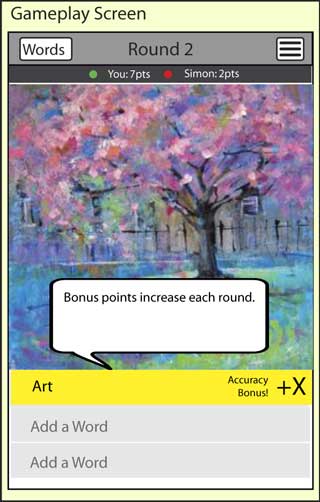 Gameplay Screen
Words
Round 2
You: 7pts
Simon: 2pts
Bonus points increase each round.
Art
Accuracy
Bonus!
+X
Add a Word
Add a Word